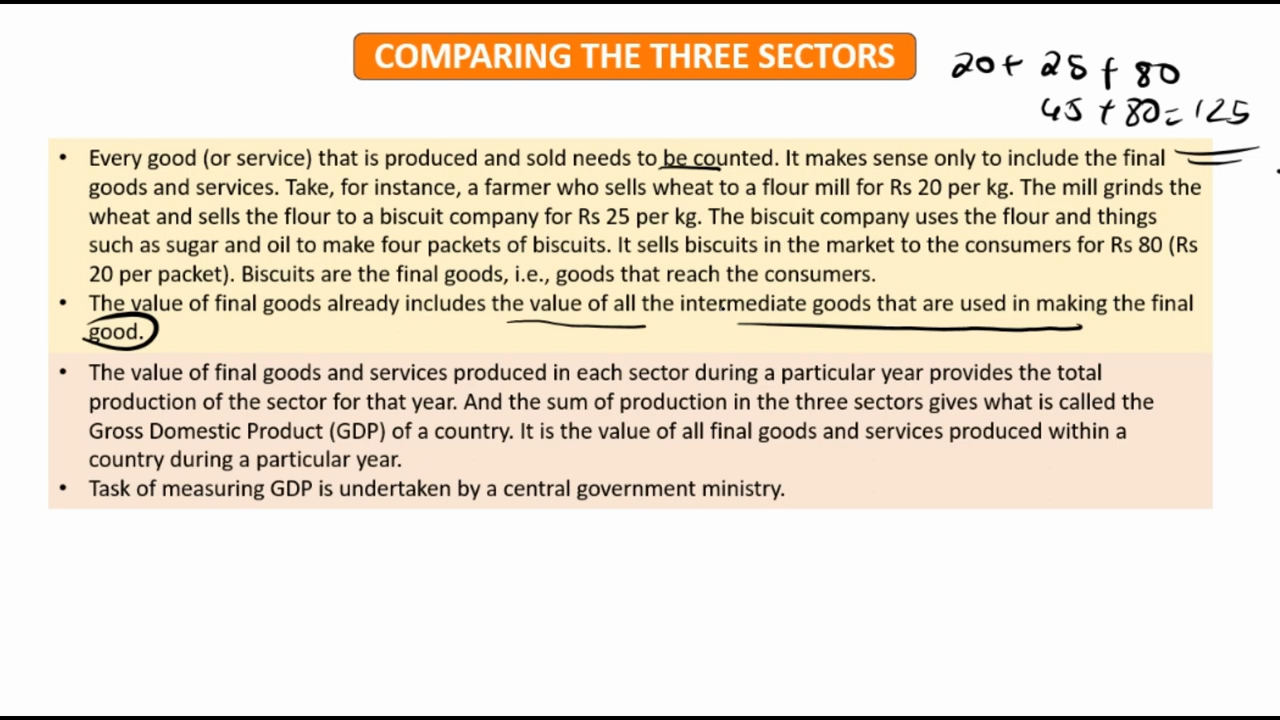 COMPARING THE THREE SECTORS
20+ 25 + 80
45 + 80 = 125
• Every good (or service) that is produced and sold needs to be counted. It makes sense only to include the final
goods and services. Take, for instance, a farmer who sells wheat to a flour mill for Rs 20 per kg. The mill grinds the
wheat and sells the flour to a biscuit company for Rs 25 per kg. The biscuit company uses the flour and things
such as sugar and oil to make four packets of biscuits. It sells biscuits in the market to the consumers for Rs 80 (Rs
20 per packet). Biscuits are the final goods, i.e., goods that reach the consumers.
• The value of final goods already includes the value of all the intermediate goods that are used in making the final
good.
• The value of final goods and services produced in each sector during a particular year provides the total
production of the sector for that year. And the sum of production in the three sectors gives what is called the
Gross Domestic Product (GDP) of a country. It is the value of all final goods and services produced within a
country during a particular year.
• Task of measuring GDP is undertaken by a central government ministry.